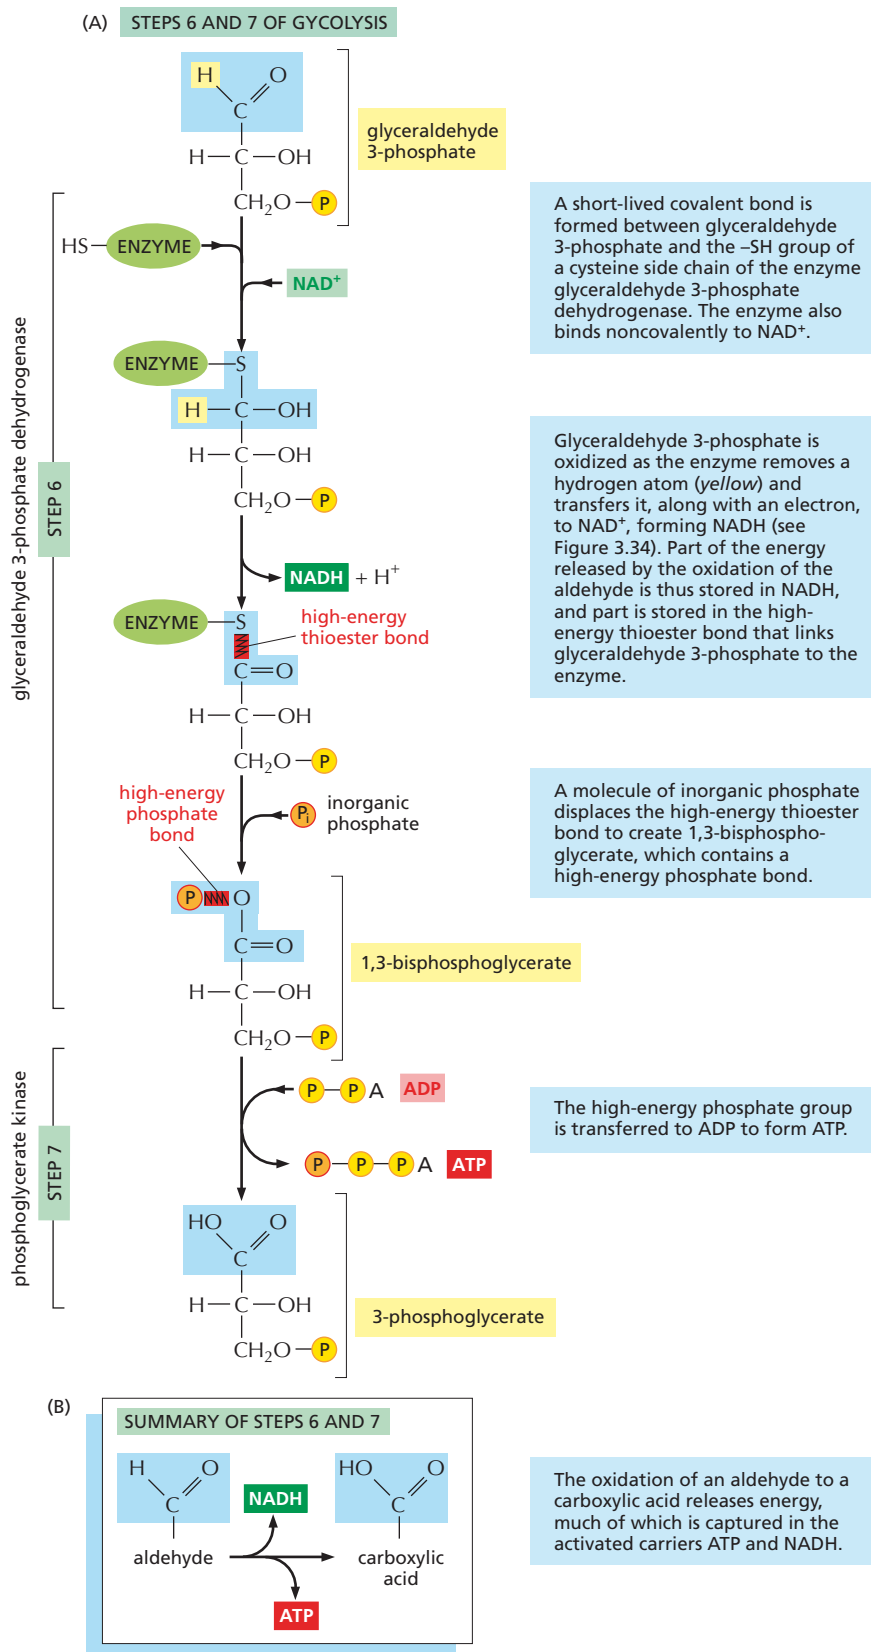 (A) STEPS 6 AND 7 OF GYCOLYSIS
H O
C
glyceraldehyde
3-phosphate
H—C—OH
CH₂O—P
HS—ENZYME
NAD⁺
A short-lived covalent bond is
formed between glyceraldehyde
3-phosphate and the –SH group of
a cysteine side chain of the enzyme
glyceraldehyde 3-phosphate
dehydrogenase. The enzyme also
binds noncovalently to NAD⁺.
glyceraldehyde 3-phosphate dehydrogenase
STEP 6
ENZYME—S
H—C—OH
H—C—OH
CH₂O—P
NADH + H⁺
Glyceraldehyde 3-phosphate is
oxidized as the enzyme removes a
hydrogen atom (yellow) and
transfers it, along with an electron,
to NAD⁺, forming NADH (see
Figure 3.34). Part of the energy
released by the oxidation of the
aldehyde is thus stored in NADH,
and part is stored in the high-
energy thioester bond that links
glyceraldehyde 3-phosphate to the
enzyme.
ENZYME—S
high-energy
thioester bond
C=O
H—C—OH
CH₂O—P
high-energy
phosphate
bond
Pi inorganic
phosphate
A molecule of inorganic phosphate
displaces the high-energy thioester
bond to create 1,3-bisphospho-
glycerate, which contains a
high-energy phosphate bond.
P O
C=O
1,3-bisphosphoglycerate
H—C—OH
CH₂O—P
phosphoglycerate kinase
STEP 7
P—P A ADP
P—P—P A ATP
The high-energy phosphate group
is transferred to ADP to form ATP.
HO O
C
H—C—OH
3-phosphoglycerate
CH₂O—P
(B)
SUMMARY OF STEPS 6 AND 7
H O
C
NADH
HO O
C
aldehyde
carboxylic
acid
ATP
The oxidation of an aldehyde to a
carboxylic acid releases energy,
much of which is captured in the
activated carriers ATP and NADH.